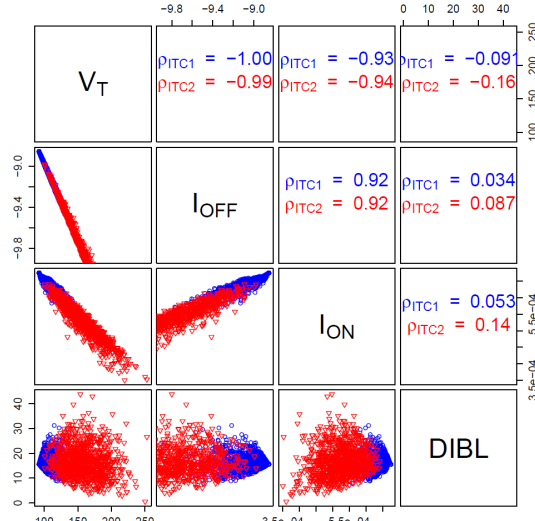 −9.8 −9.4 −9.0 0 10 20 30 40
V_T
ρ_ITC1 = −1.00
ρ_ITC2 = −0.99
ρ_ITC1 = −0.93
ρ_ITC2 = −0.94
ρ_ITC1 = −0.091
ρ_ITC2 = −0.16
100 150 200 250
−9.8 −9.4 −9.0
I_OFF
ρ_ITC1 = 0.92
ρ_ITC2 = 0.92
ρ_ITC1 = 0.034
ρ_ITC2 = 0.087
I_ON
ρ_ITC1 = 0.053
ρ_ITC2 = 0.14
3.5e−04 5.5e−04
0 10 20 30 40
DIBL
100 150 200 250
3.5e−04 5.5e−04